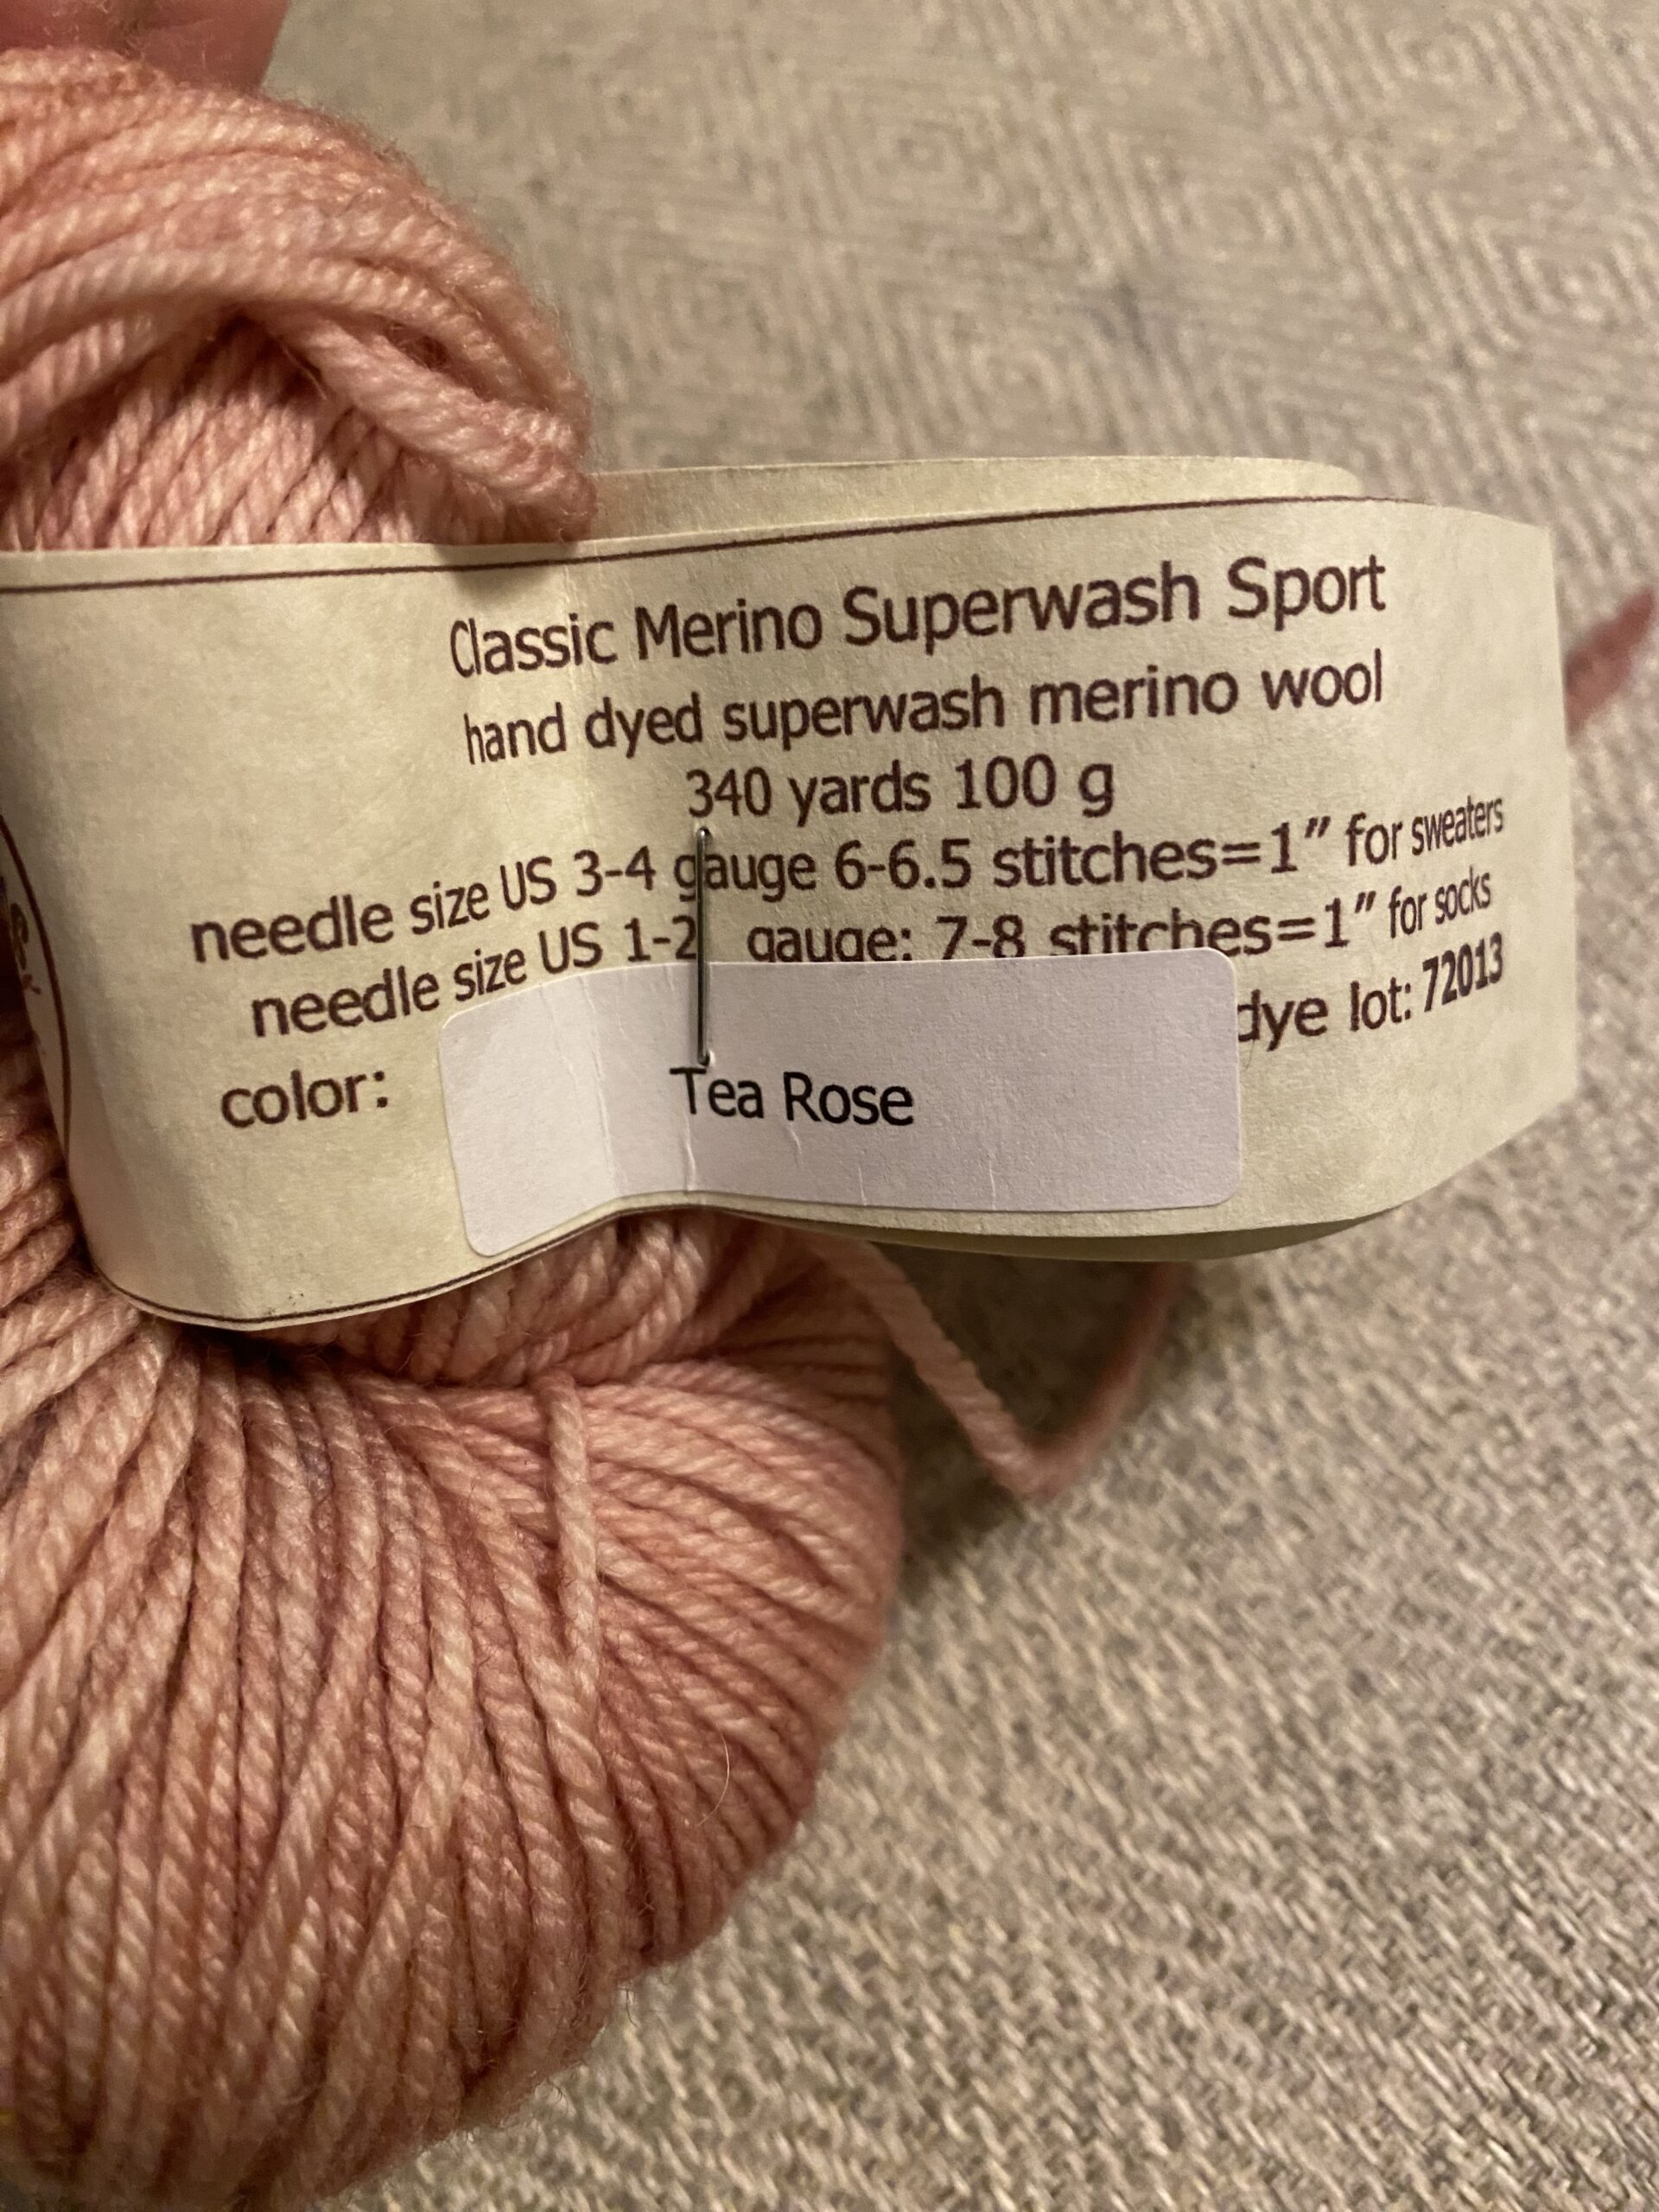 Classic Merino Superwash Sport
hand dyed superwash merino wool
340 yards 100 g
needle size US 3-4 gauge 6-6.5 stitches=1” for sweaters
needle size US 1-2 gauge: 7-8 stitches=1” for socks
color: Tea Rose dye lot: 72013